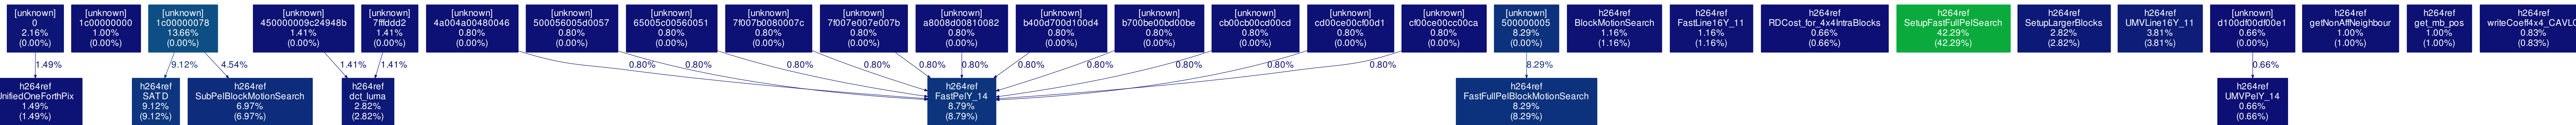 [unknown]
0
2.16%
(0.00%)
[unknown]
1c00000000
1.00%
(0.00%)
[unknown]
1c00000078
13.66%
(0.00%)
[unknown]
450000009c24948b
1.41%
(0.00%)
[unknown]
7fffddd2
1.41%
(0.00%)
[unknown]
4a004a00480046
0.80%
(0.00%)
[unknown]
500056005d0057
0.80%
(0.00%)
[unknown]
65005c00560051
0.80%
(0.00%)
[unknown]
7f007b0080007c
0.80%
(0.00%)
[unknown]
7f007e007e007b
0.80%
(0.00%)
[unknown]
a8008d00810082
0.80%
(0.00%)
[unknown]
b400d700d100d4
0.80%
(0.00%)
[unknown]
b700be00bd00be
0.80%
(0.00%)
[unknown]
cb00cb00cd00cd
0.80%
(0.00%)
[unknown]
cd00ce00cf00d1
0.80%
(0.00%)
[unknown]
cf00ce00cc00ca
0.80%
(0.00%)
[unknown]
500000005
8.29%
(0.00%)
h264ref
BlockMotionSearch
1.16%
(1.16%)
h264ref
FastLine16Y_11
1.16%
(1.16%)
h264ref
RDCost_for_4x4IntraBlocks
0.66%
(0.66%)
h264ref
SetupFastFullPelSearch
42.29%
(42.29%)
h264ref
SetupLargerBlocks
2.82%
(2.82%)
h264ref
UMVLine16Y_11
3.81%
(3.81%)
[unknown]
d100df00df00e1
0.66%
(0.00%)
h264ref
getNonAffNeighbour
1.00%
(1.00%)
h264ref
get_mb_pos
1.00%
(1.00%)
h264ref
writeCoeff4x4_CAVLC
0.83%
(0.83%)
1.49%
9.12%
4.54%
1.41%
1.41%
0.80%
0.80%
0.80%
0.80%
0.80%
0.80%
0.80%
0.80%
0.80%
0.80%
0.80%
8.29%
0.66%
h264ref
UnifiedOneForthPix
1.49%
(1.49%)
h264ref
SATD
9.12%
(9.12%)
h264ref
SubPelBlockMotionSearch
6.97%
(6.97%)
h264ref
dct_luma
2.82%
(2.82%)
h264ref
FastPelY_14
8.79%
(8.79%)
h264ref
FastFullPelBlockMotionSearch
8.29%
(8.29%)
h264ref
UMVPelY_14
0.66%
(0.66%)